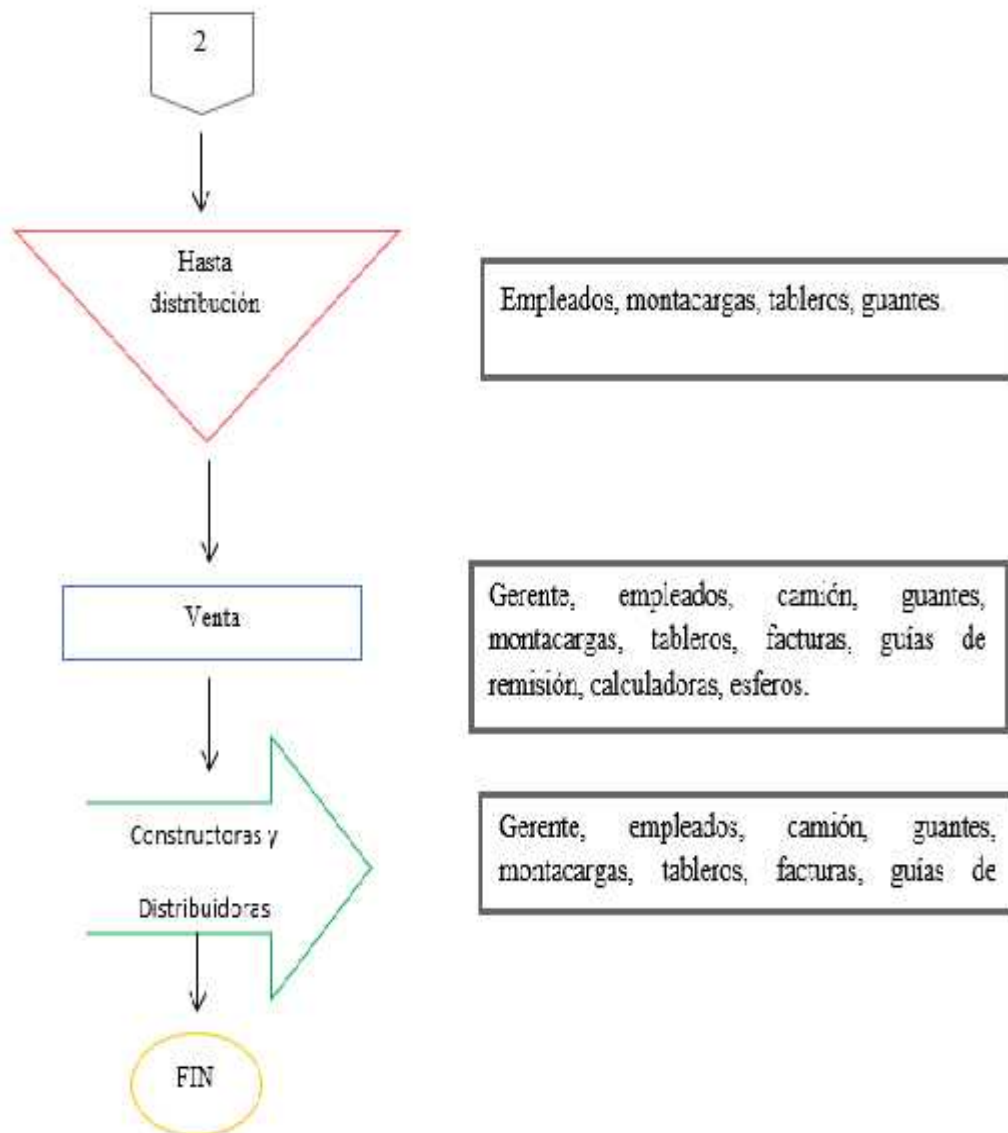 2
Hasta
distribución
Empleados, montacargas, tableros, guantes.
Venta
Gerente, empleados, camión, guantes,
montacargas, tableros, facturas, guías de
remisión, calculadoras, esferos.
Constructoras y
Distribuidoras
Gerente, empleados, camión, guantes,
montacargas, tableros, facturas, guías de
FIN